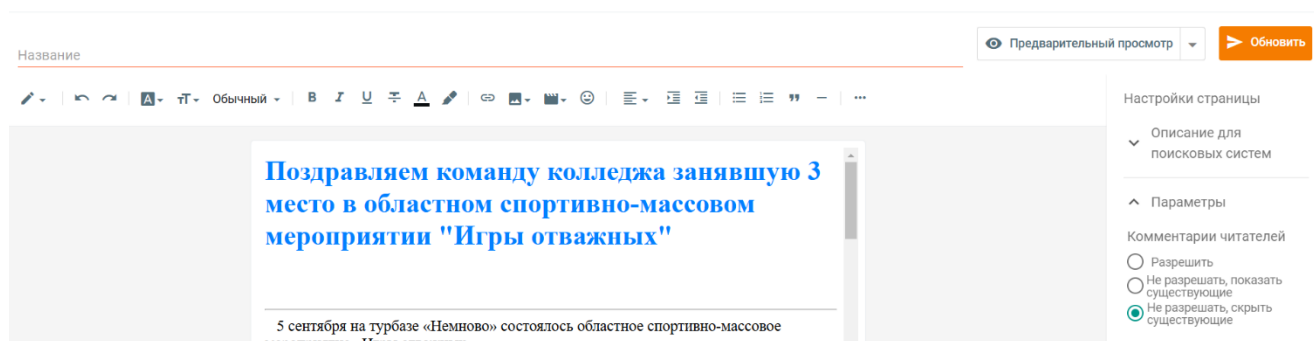 Название
Предварительный просмотр
Обновить
Обычный
B I U A
Настройки страницы
Описание для
поисковых систем
Параметры
Комментарии читателей
Разрешить
Не разрешать, показать
существующие
Не разрешать, скрыть
существующие
Поздравляем команду колледжа занявшую 3
место в областном спортивно-массовом
мероприятии "Игры отважных"
5 сентября на турбазе «Немново» состоялось областное спортивно-массовое